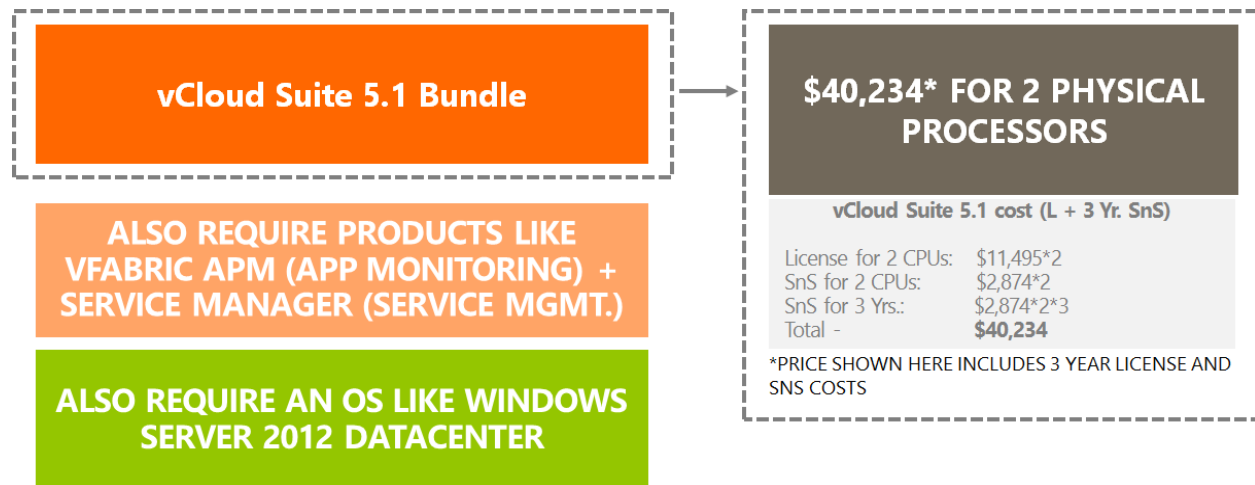 vCloud Suite 5.1 Bundle
$40,234* FOR 2 PHYSICAL
PROCESSORS
vCloud Suite 5.1 cost (L + 3 Yr. SnS)
License for 2 CPUs: $11,495*2
SnS for 2 CPUs: $2,874*2
SnS for 3 Yrs.: $2,874*2*3
Total - $40,234
*PRICE SHOWN HERE INCLUDES 3 YEAR LICENSE AND
SNS COSTS
ALSO REQUIRE PRODUCTS LIKE
VFABRIC APM (APP MONITORING) +
SERVICE MANAGER (SERVICE MGMT.)
ALSO REQUIRE AN OS LIKE WINDOWS
SERVER 2012 DATACENTER